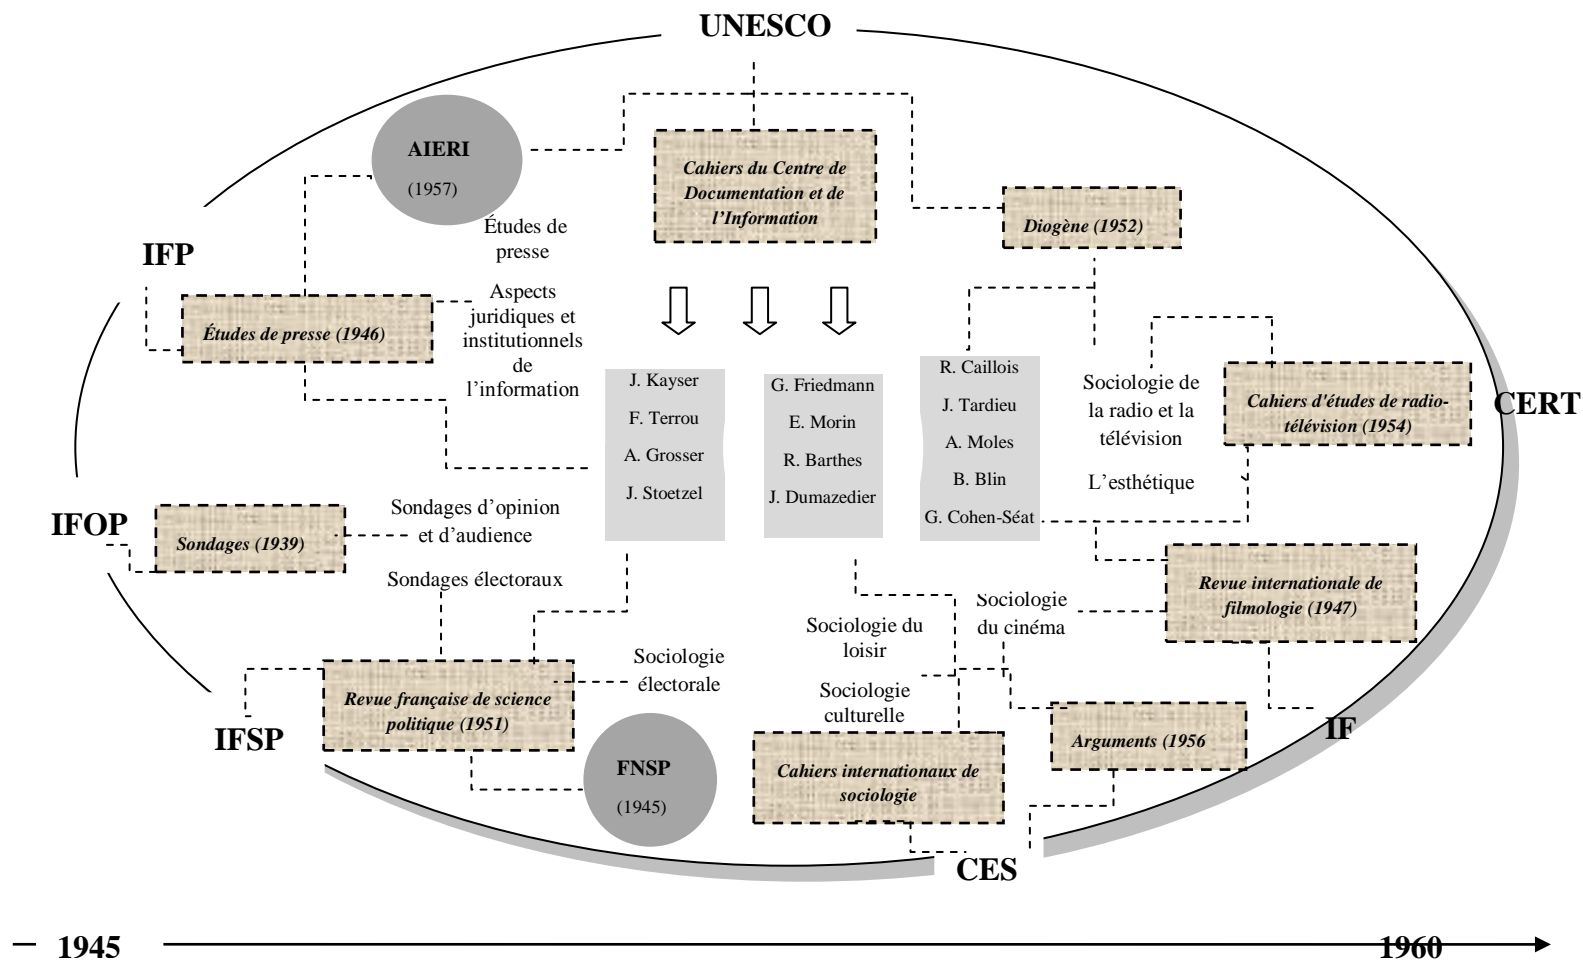 UNESCO
AIERI
(1957)
Cahiers du Centre de
Documentation et de
l’Information
Diogène (1952)
Études de
presse
IFP
Aspects
juridiques et
institutionnels
de
l’information
Études de presse (1946)
J. Kayser
F. Terrou
A. Grosser
J. Stoetzel
G. Friedmann
E. Morin
R. Barthes
J. Dumazedier
R. Caillois
J. Tardieu
A. Moles
B. Blin
G. Cohen-Séat
Sociologie de
la radio et la
télévision
L’esthétique
Cahiers d'études de radio-
télévision (1954)
CERT
IFOP
Sondages (1939)
Sondages d’opinion
et d’audience
Sondages électoraux
Revue internationale de
filmologie (1947)
Sociologie
du cinéma
Sociologie du
loisir
Sociologie
culturelle
Sociologie
électorale
Revue française de science
politique (1951)
IFSP
FNSP
(1945)
Cahiers internationaux de
sociologie
Arguments (1956
IF
CES
1945
1960